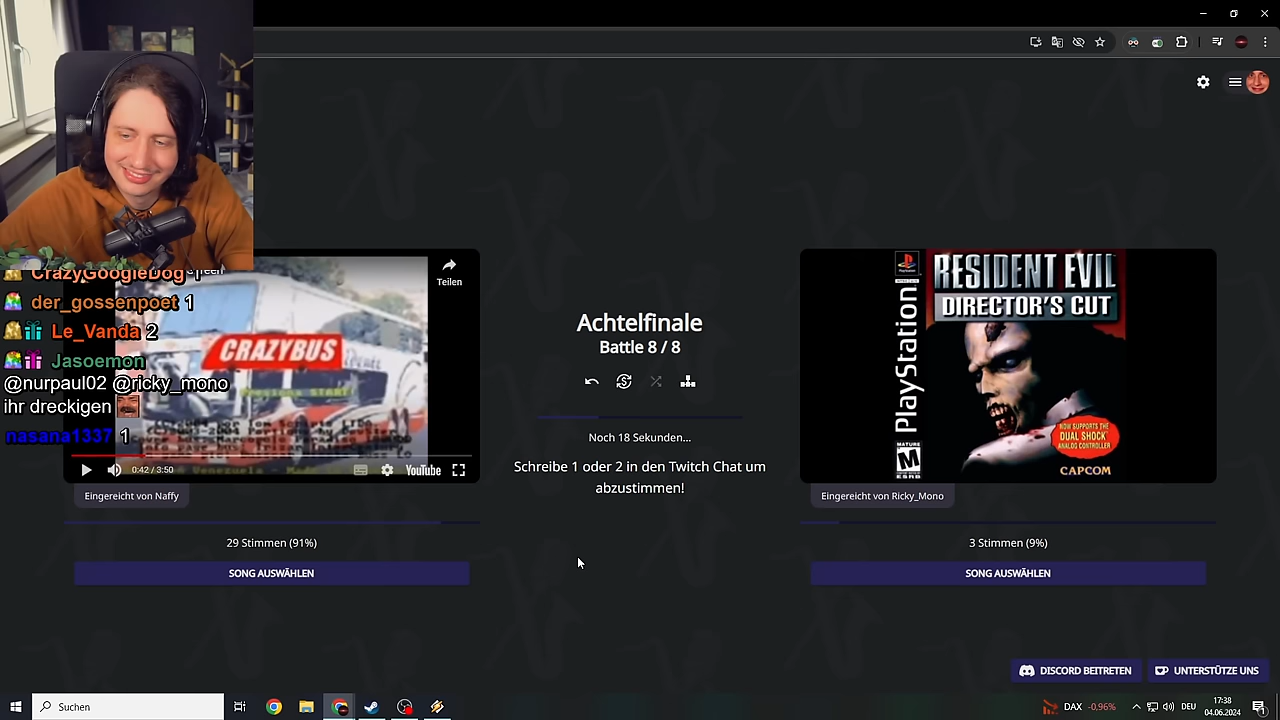 CrazyGoogleDog 1
der_gossenpoet 1
Le_Vanda 2
Jasoemon
@nurpaul02 @ricky_mono
ihr dreckigen
nasana1337 1
CRAZYBUS
Teilen
0:42 / 3:50
YouTube
Eingereicht von Naffy
29 Stimmen (91%)
SONG AUSWÄHLEN
Achtelfinale
Battle 8 / 8
Noch 18 Sekunden...
Schreibe 1 oder 2 in den Twitch Chat um
abzustimmen!
PlayStation
RESIDENT EVIL
DIRECTOR'S CUT
NOW SUPPORTS THE
DUAL SHOCK
ANALOG CONTROLLER
MATURE
M
ESRB
CAPCOM
Eingereicht von Ricky_Mono
3 Stimmen (9%)
SONG AUSWÄHLEN
DISCORD BEITRETEN
UNTERSTÜTZE UNS
Suchen
DAX -0,96%
DEU
17:38
04.06.2024